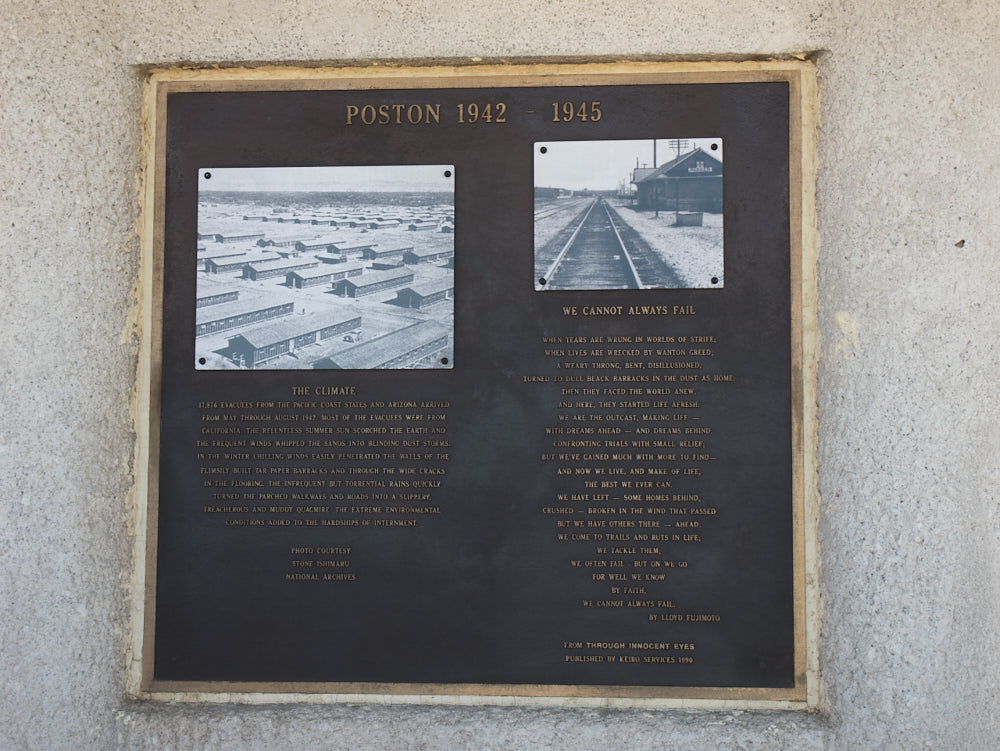 POSTON 1942 - 1945
THE CLIMATE
17,876 EVACUEES FROM THE PACIFIC COAST STATES AND ARIZONA ARRIVED
FROM MAY THROUGH AUGUST 1942. MOST OF THE EVACUEES WERE FROM
CALIFORNIA. THE RELENTLESS SUMMER SUN SCORCHED THE EARTH AND
THE FREQUENT WINDS WHIPPED THE SANDS INTO BLINDING DUST STORMS.
IN THE WINTER CHILLING WINDS EASILY PENETRATED THE WALLS OF THE
FLIMSILY BUILT TAR PAPER BARRACKS AND THROUGH THE WIDE CRACKS
IN THE FLOORING. THE INFREQUENT BUT TORRENTIAL RAINS QUICKLY
TURNED THE PARCHED WALKWAYS AND ROADS INTO A SLIPPERY,
TREACHEROUS AND MUDDY QUAGMIRE. THE EXTREME ENVIRONMENTAL
CONDITIONS ADDED TO THE HARDSHIPS OF INTERNMENT.
PHOTO COURTESY
STONE ISHIMARU
NATIONAL ARCHIVES
WE CANNOT ALWAYS FAIL
WHEN TEARS ARE WRUNG IN WORLDS OF STRIFE;
WHEN LIVES ARE WRECKED BY WANTON GREED;
A WEARY THRONG, BENT, DISILLUSIONED,
TURNED TO DULL BLACK BARRACKS IN THE DUST AS HOME.
THEN THEY FACED THE WORLD ANEW,
AND HERE, THEY STARTED LIFE AFRESH.
WE ARE THE OUTCAST, MAKING LIFE —
WITH DREAMS AHEAD — AND DREAMS BEHIND;
CONFRONTING TRIALS WITH SMALL RELIEF;
BUT WE'VE GAINED MUCH WITH MORE TO FIND—
AND NOW WE LIVE, AND MAKE OF LIFE,
THE BEST WE EVER CAN.
WE HAVE LEFT — SOME HOMES BEHIND,
CRUSHED — BROKEN IN THE WIND THAT PASSED
BUT WE HAVE OTHERS THERE — AHEAD.
WE COME TO TRAILS AND RUTS IN LIFE;
WE TACKLE THEM,
WE OFTEN FAIL - BUT ON WE GO
FOR WELL WE KNOW
BY FAITH,
WE CANNOT ALWAYS FAIL.
BY LLOYD FUJIMOTO
FROM THROUGH INNOCENT EYES
PUBLISHED BY KEIRO SERVICES 1990